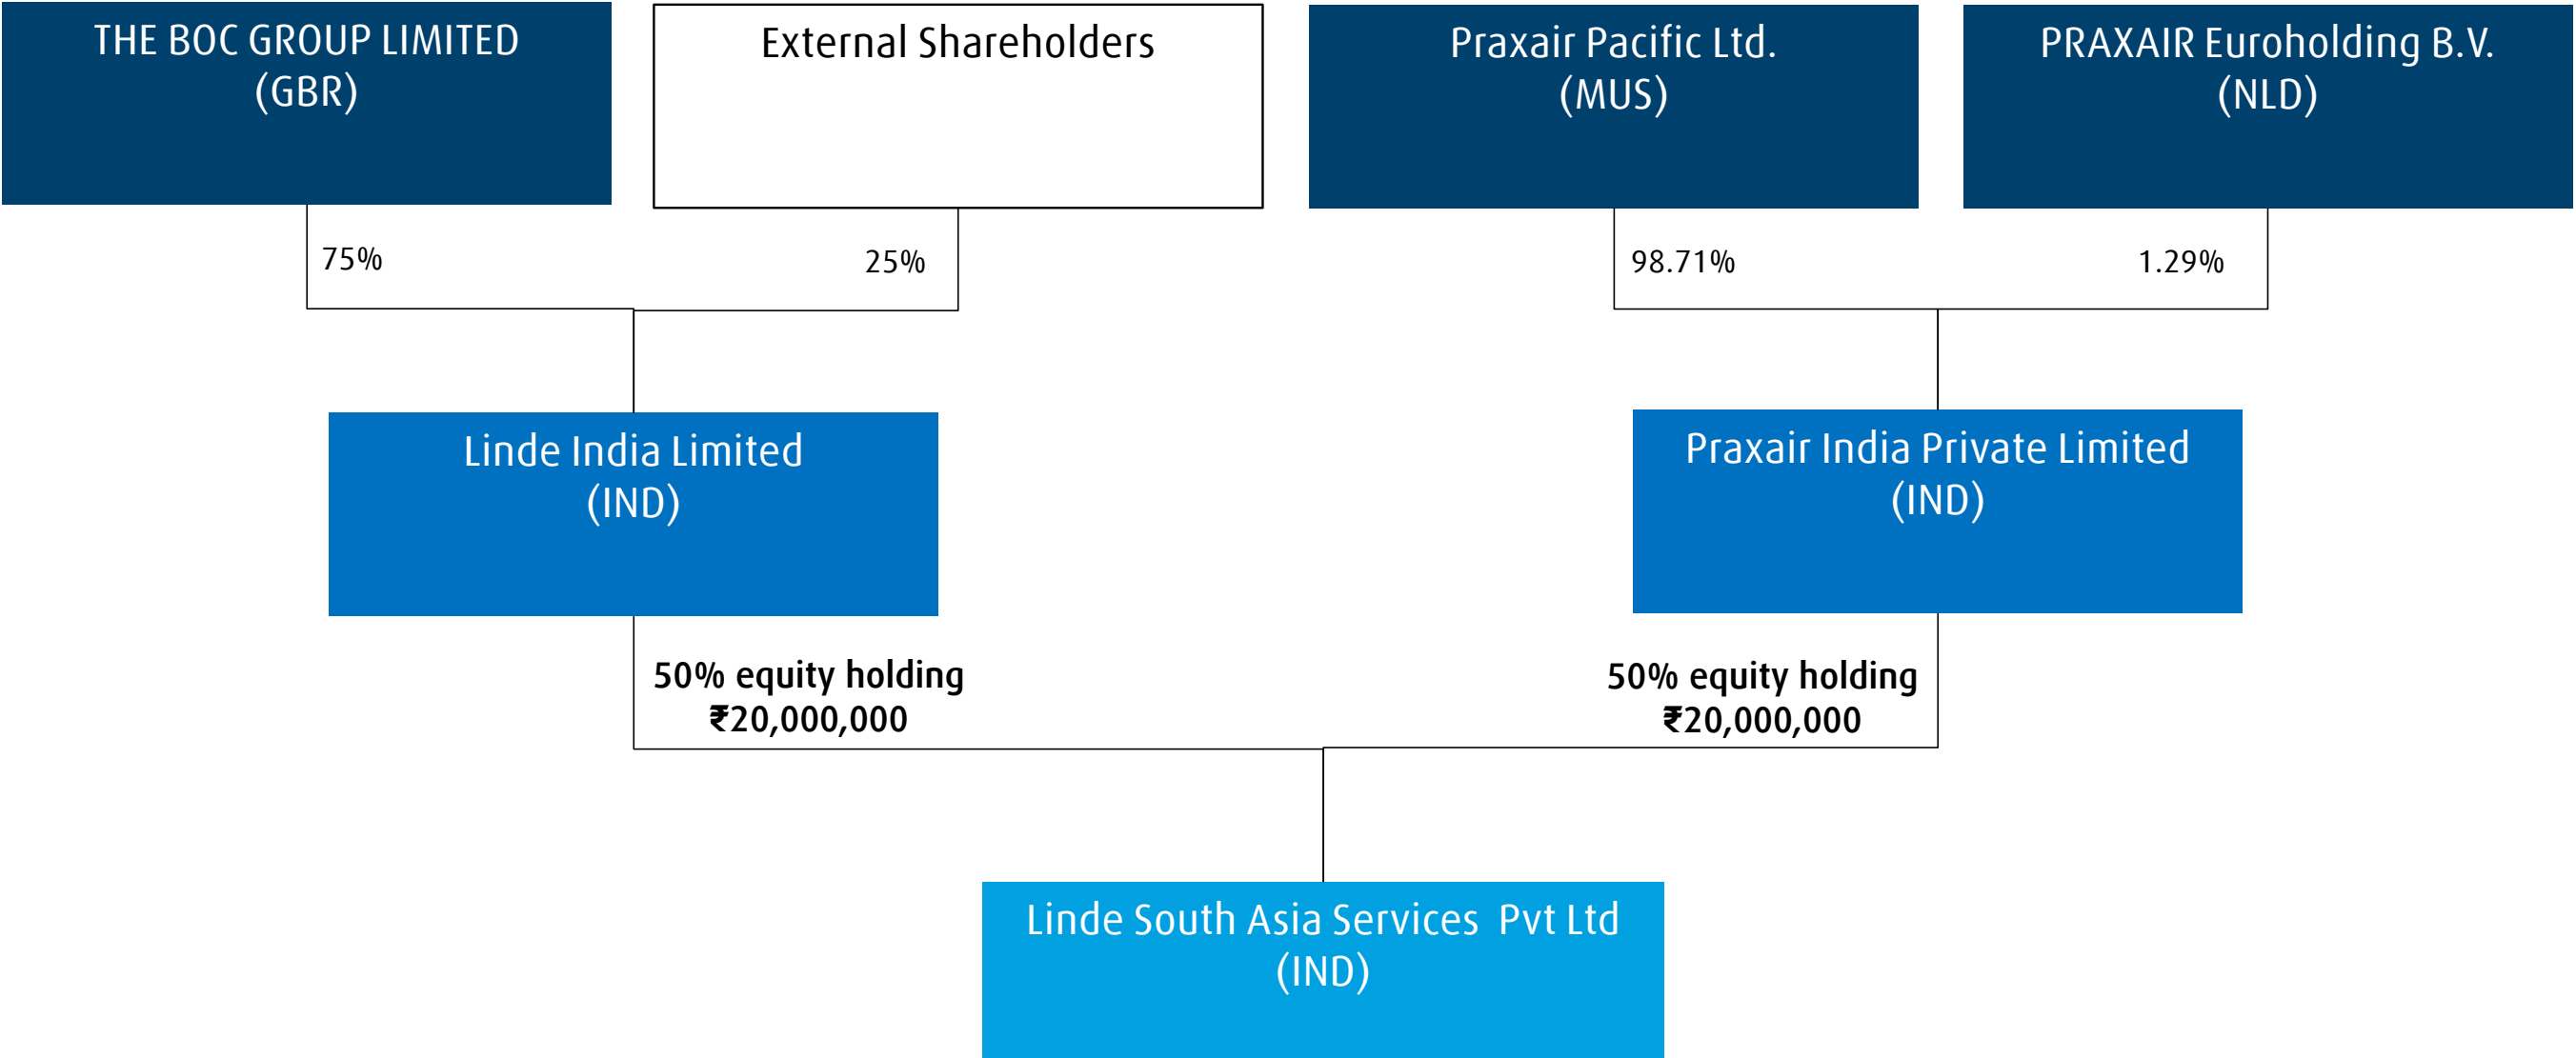 THE BOC GROUP LIMITED
(GBR)
External Shareholders
Praxair Pacific Ltd.
(MUS)
PRAXAIR Euroholding B.V.
(NLD)
75%
25%
98.71%
1.29%
Linde India Limited
(IND)
Praxair India Private Limited
(IND)
50% equity holding
₹20,000,000
50% equity holding
₹20,000,000
Linde South Asia Services  Pvt Ltd
(IND)